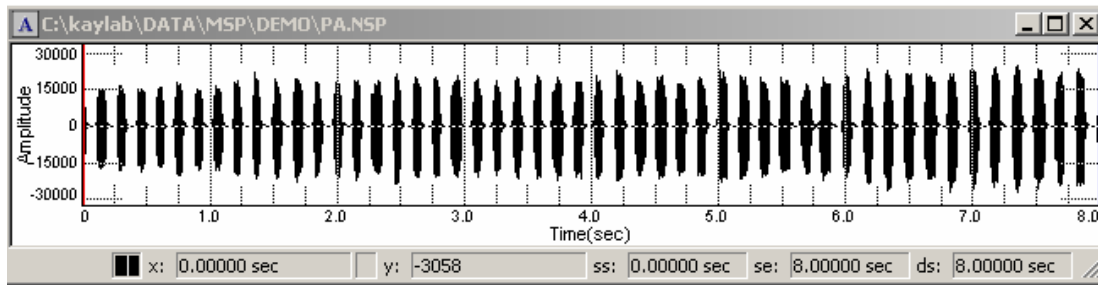 A C:\kaylab\DATA\MSP\DEMO\PA.NSP
30000
15000
0
-15000
-30000
Amplitude
0 1.0 2.0 3.0 4.0 5.0 6.0 7.0 8.0
Time(sec)
x: 0.00000 sec y: -3058 ss: 0.00000 sec se: 8.00000 sec ds: 8.00000 sec